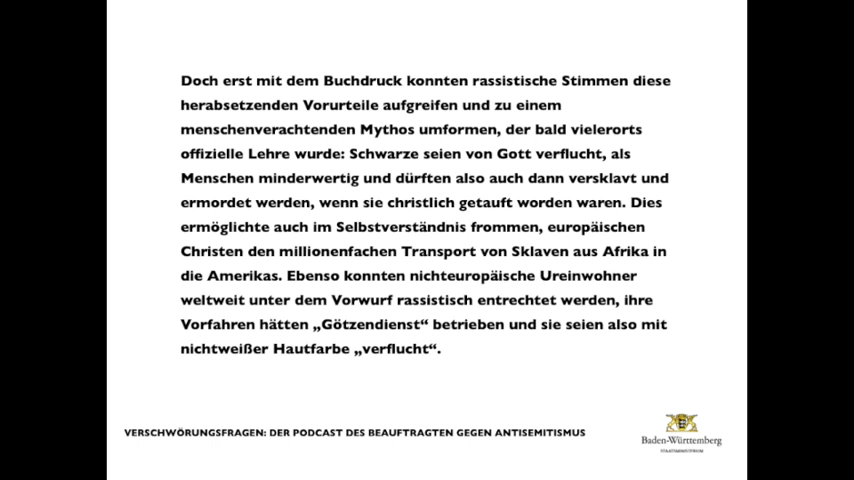 Doch erst mit dem Buchdruck konnten rassistische Stimmen diese
herabsetzenden Vorurteile aufgreifen und zu einem
menschenverachtenden Mythos umformen, der bald vielerorts
offizielle Lehre wurde: Schwarze seien von Gott verflucht, als
Menschen minderwertig und dürften also auch dann versklavt und
ermordet werden, wenn sie christlich getauft worden waren. Dies
ermöglichte auch im Selbstverständnis frommen, europäischen
Christen den millionenfachen Transport von Sklaven aus Afrika in
die Amerikas. Ebenso konnten nichteuropäische Ureinwohner
weltweit unter dem Vorwurf rassistisch entrechtet werden, ihre
Vorfahren hätten „Götzendienst“ betrieben und sie seien also mit
nichtweißer Hautfarbe „verflucht“.
VERSCHWÖRUNGSFRAGEN: DER PODCAST DES BEAUFTRAGTEN GEGEN ANTISEMITISMUS
Baden-Württemberg
STAATSMINISTERIUM